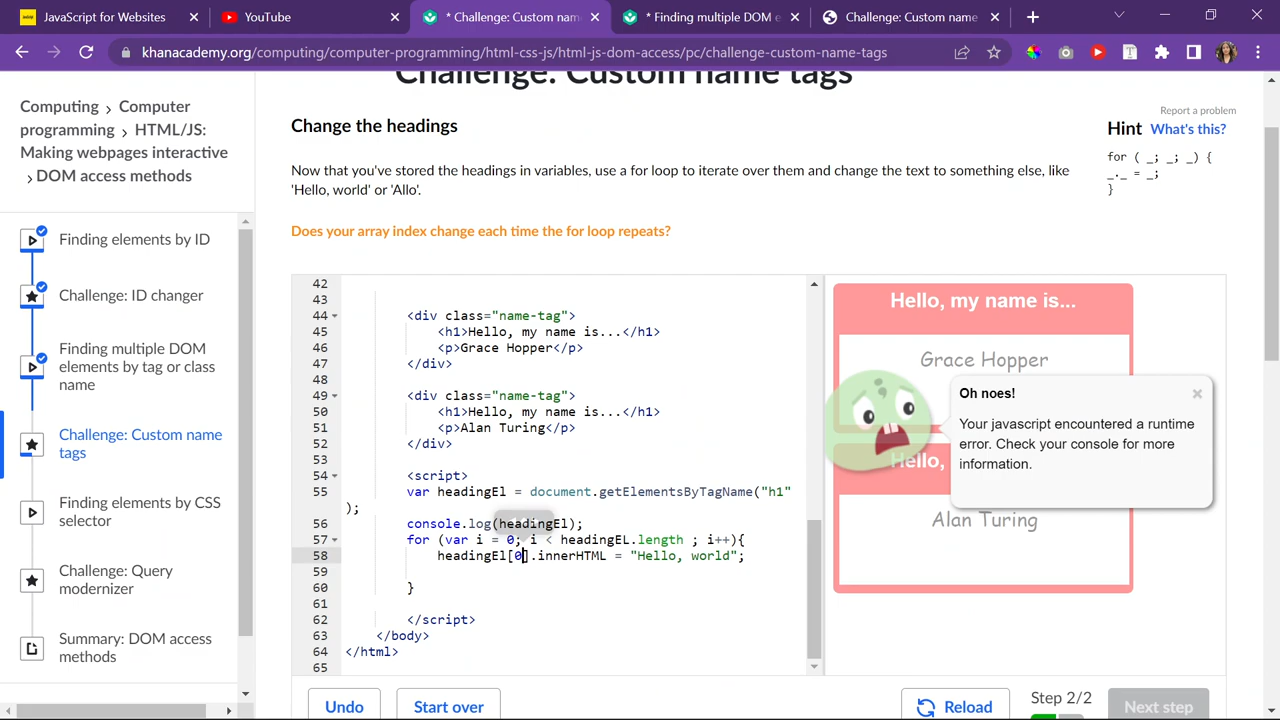 JavaScript for Websites
YouTube
* Challenge: Custom nam
* Finding multiple DOM e
Challenge: Custom name
khanacademy.org/computing/computer-programming/html-css-js/html-js-dom-access/pc/challenge-custom-name-tags
Computing > Computer
programming > HTML/JS:
Making webpages interactive
> DOM access methods
Finding elements by ID
Challenge: ID changer
Finding multiple DOM
elements by tag or class
name
Challenge: Custom name
tags
Finding elements by CSS
selector
Challenge: Query
modernizer
Summary: DOM access
methods
Challenge: Custom name tags
Change the headings
Now that you've stored the headings in variables, use a for loop to iterate over them and change the text to something else, like
'Hello, world' or 'Allo'.
Does your array index change each time the for loop repeats?
Report a problem
Hint What's this?
for ( _; _; _) {
_._ = _;
}
42
43
44 <div class="name-tag">
45 <h1>Hello, my name is...</h1>
46 <p>Grace Hopper</p>
47 </div>
48
49 <div class="name-tag">
50 <h1>Hello, my name is...</h1>
51 <p>Alan Turing</p>
52 </div>
53
54 <script>
55 var headingEl = document.getElementsByTagName("h1"
);
56 console.log(headingEl);
57 for (var i = 0; i < headingEL.length ; i++){
58 headingEl[0].innerHTML = "Hello, world";
59
60 }
61
62 </script>
63 </body>
64 </html>
65
Hello, my name is...
Grace Hopper
Hello,
Alan Turing
Oh noes!
Your javascript encountered a runtime
error. Check your console for more
information.
Undo
Start over
Reload
Step 2/2
Next step